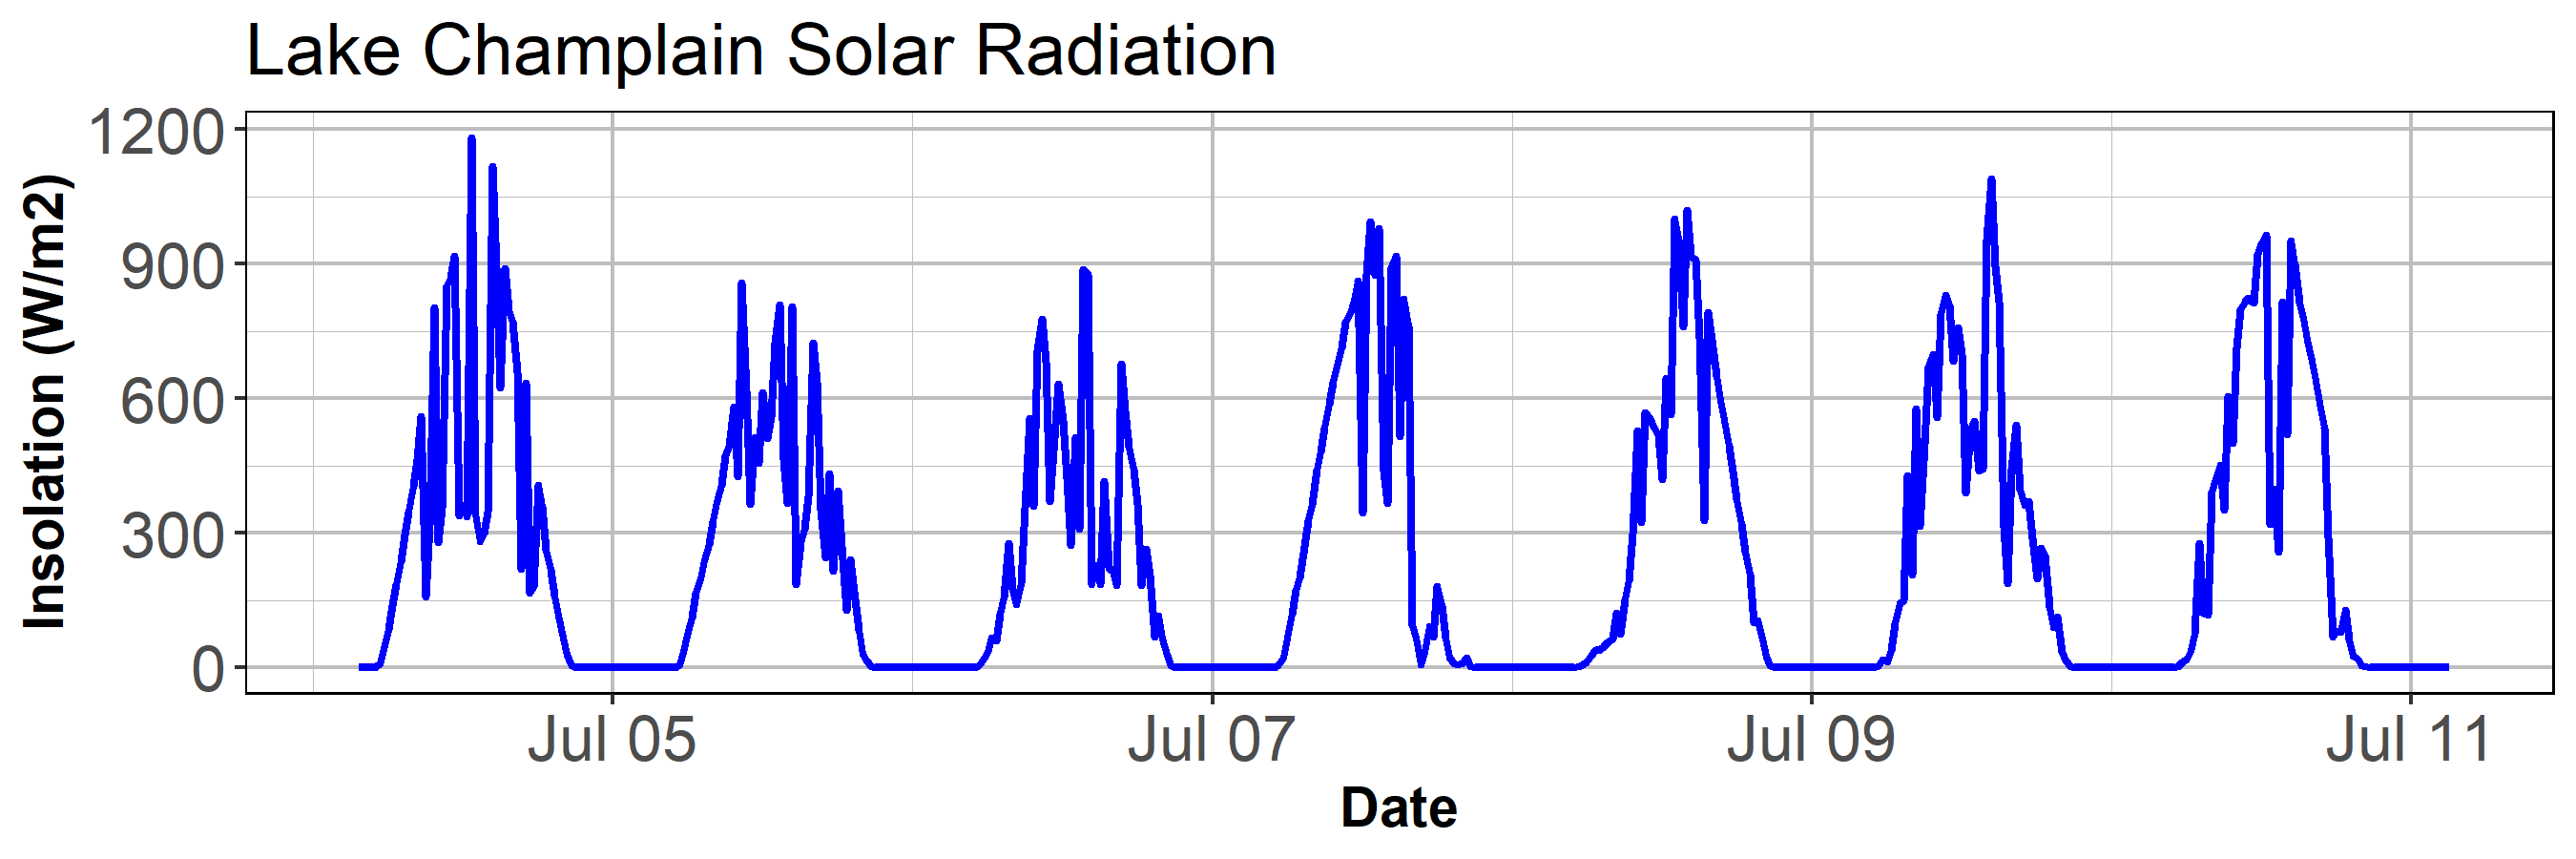 Lake Champlain Solar Radiation
1200
900
600
300
0
Insolation (W/m2)
Jul 05
Jul 07
Jul 09
Jul 11
Date